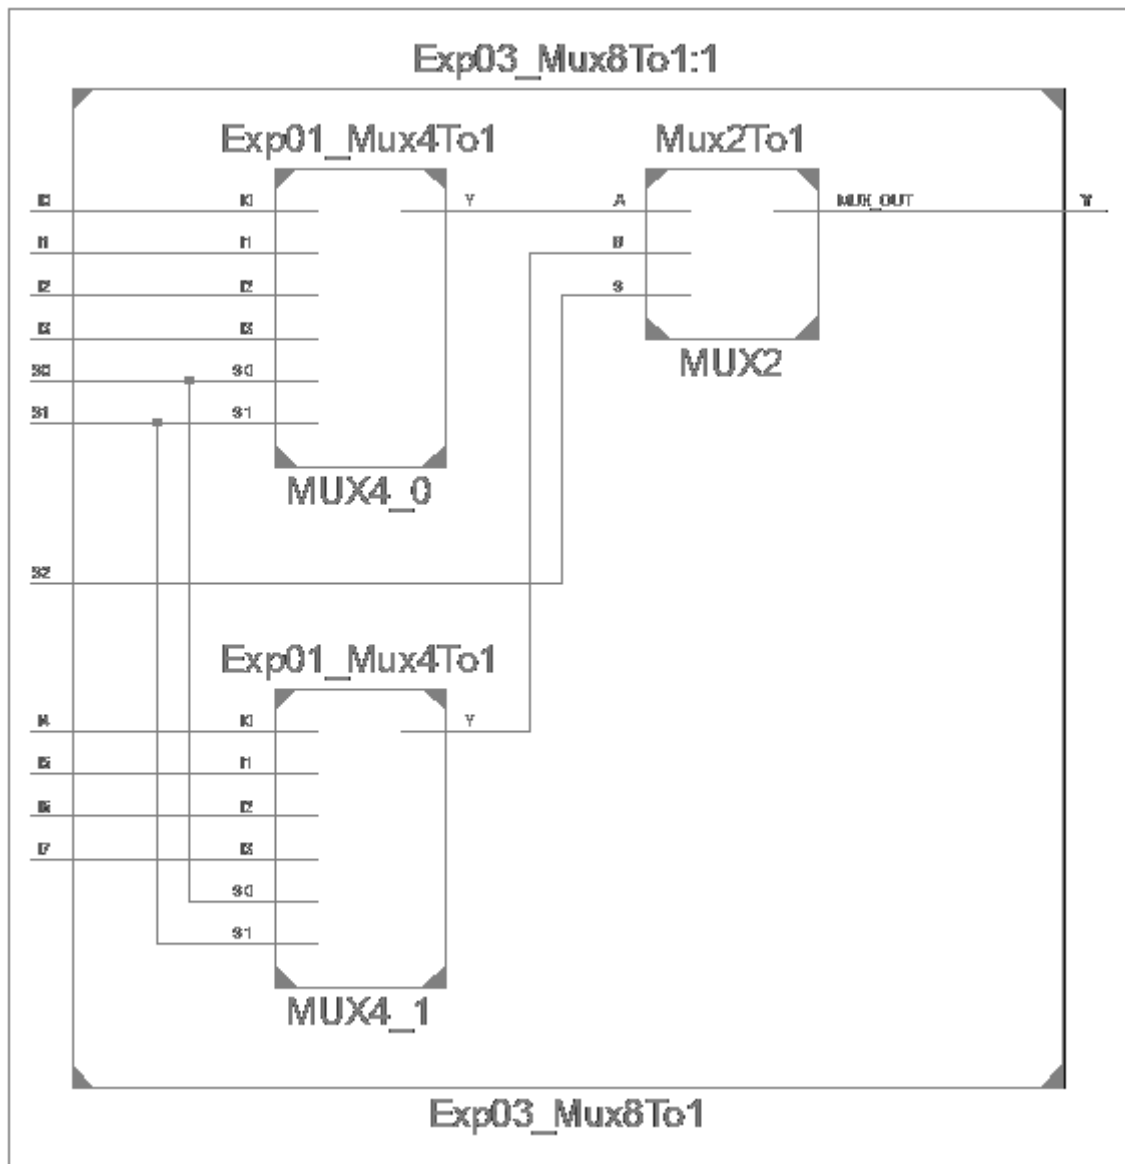 Exp03_Mux8To1:1
Exp01_Mux4To1
Mux2To1
I0 I0 Y A MUX_OUT Y
I1 I1 B
I2 I2 S
I3 I3
S0 S0
MUX2
S1 S1
MUX4_0
S2
Exp01_Mux4To1
I4 I0 Y
I5 I1
I6 I2
I7 I3
S0
S1
MUX4_1
Exp03_Mux8To1